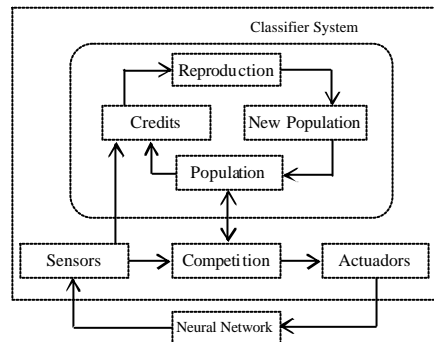 Classifier System
Reproduction
Credits
New Population
Population
Sensors
Competition
Actuadors
Neural Network